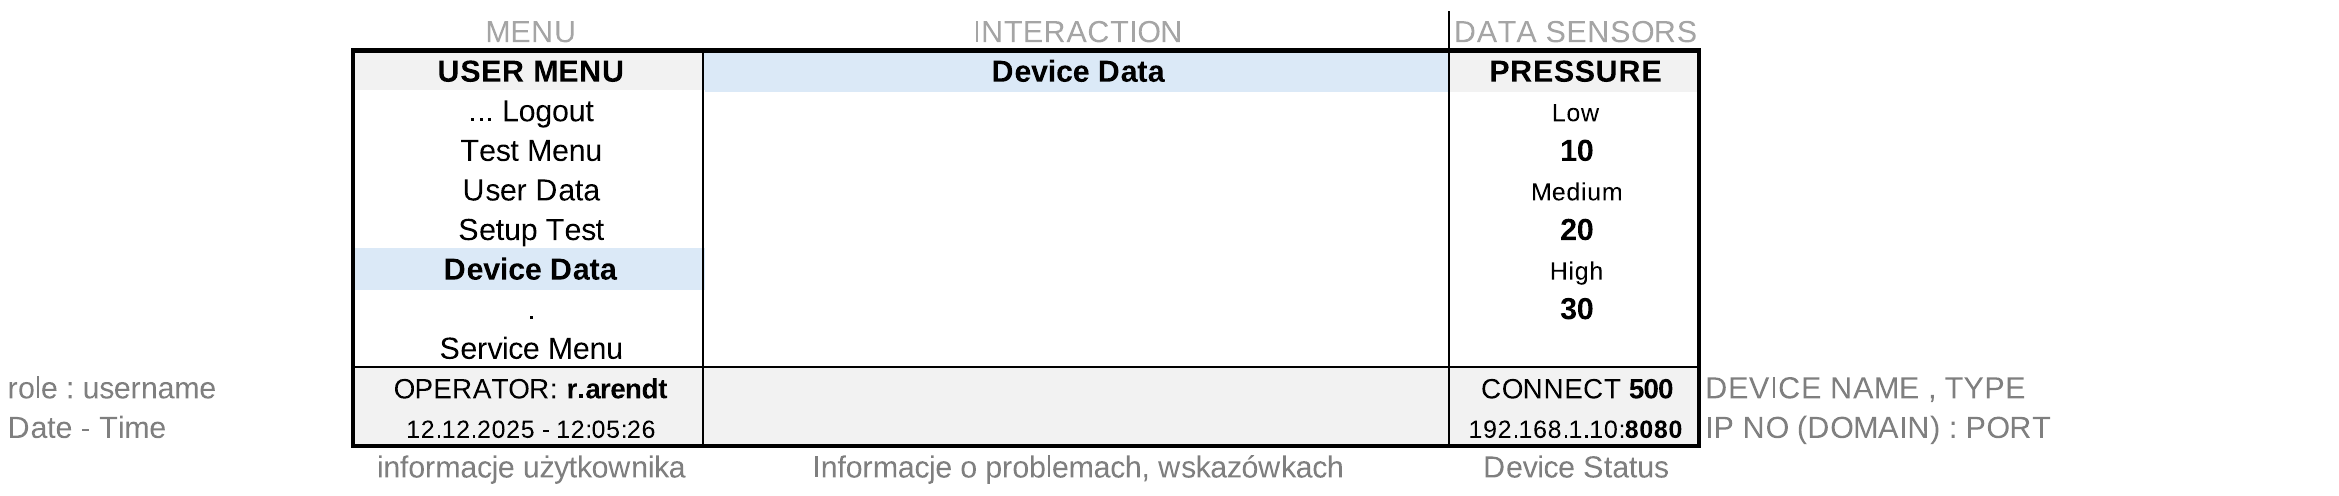 MENU INTERACTION DATA SENSORS
USER MENU Device Data PRESSURE
... Logout Low
Test Menu 10
User Data Medium
Setup Test 20
Device Data High
. 30
Service Menu
role : username OPERATOR: r.arendt CONNECT 500 DEVICE NAME , TYPE
Date - Time 12.12.2025 - 12:05:26 192.168.1.10:8080 IP NO (DOMAIN) : PORT
informacje użytkownika Informacje o problemach, wskazówkach Device Status